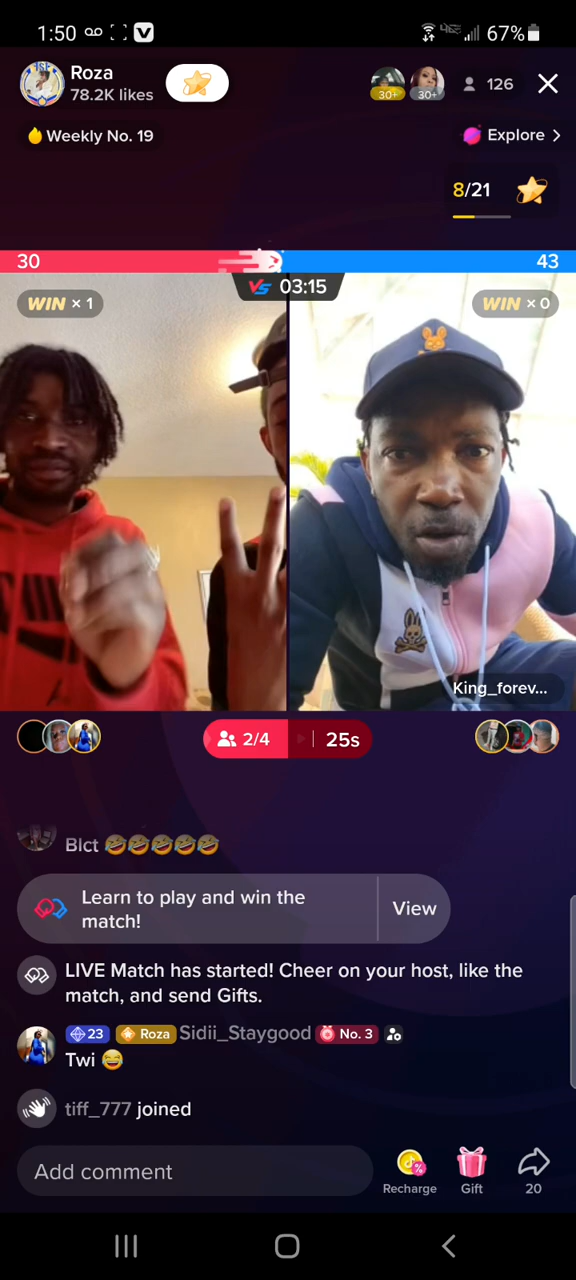 1:50
67%
Roza
78.2K likes
30+
30+
126
Weekly No. 19
Explore >
8/21
30
43
VS 03:15
WIN × 1
WIN × 0
King_forev...
2/4
25s
Blct 🤣🤣🤣🤣🤣
Learn to play and win the
match!
View
LIVE Match has started! Cheer on your host, like the
match, and send Gifts.
23 Roza Sidii_Staygood No. 3
Twi 😂
tiff_777 joined
Add comment
Recharge
Gift
20